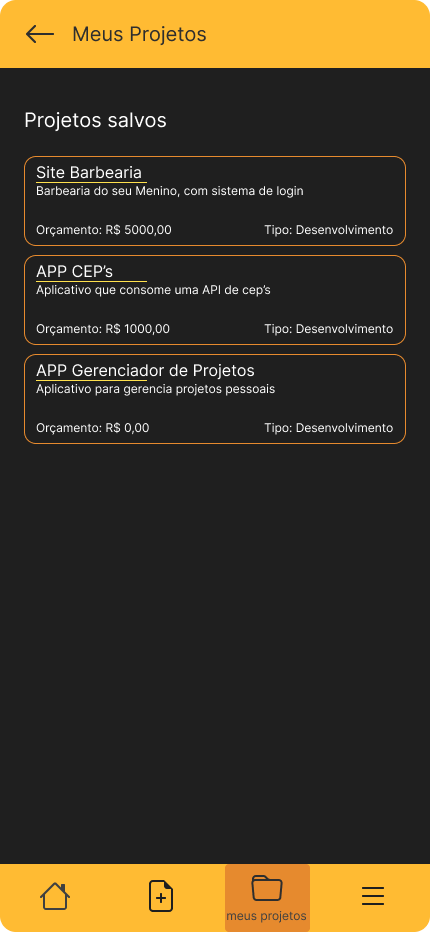 Meus Projetos
Projetos salvos
Site Barbearia
Barbearia do seu Menino, com sistema de login
Orçamento: R$ 5000,00 Tipo: Desenvolvimento
APP CEP’s
Aplicativo que consome uma API de cep’s
Orçamento: R$ 1000,00 Tipo: Desenvolvimento
APP Gerenciador de Projetos
Aplicativo para gerencia projetos pessoais
Orçamento: R$ 0,00 Tipo: Desenvolvimento
meus projetos